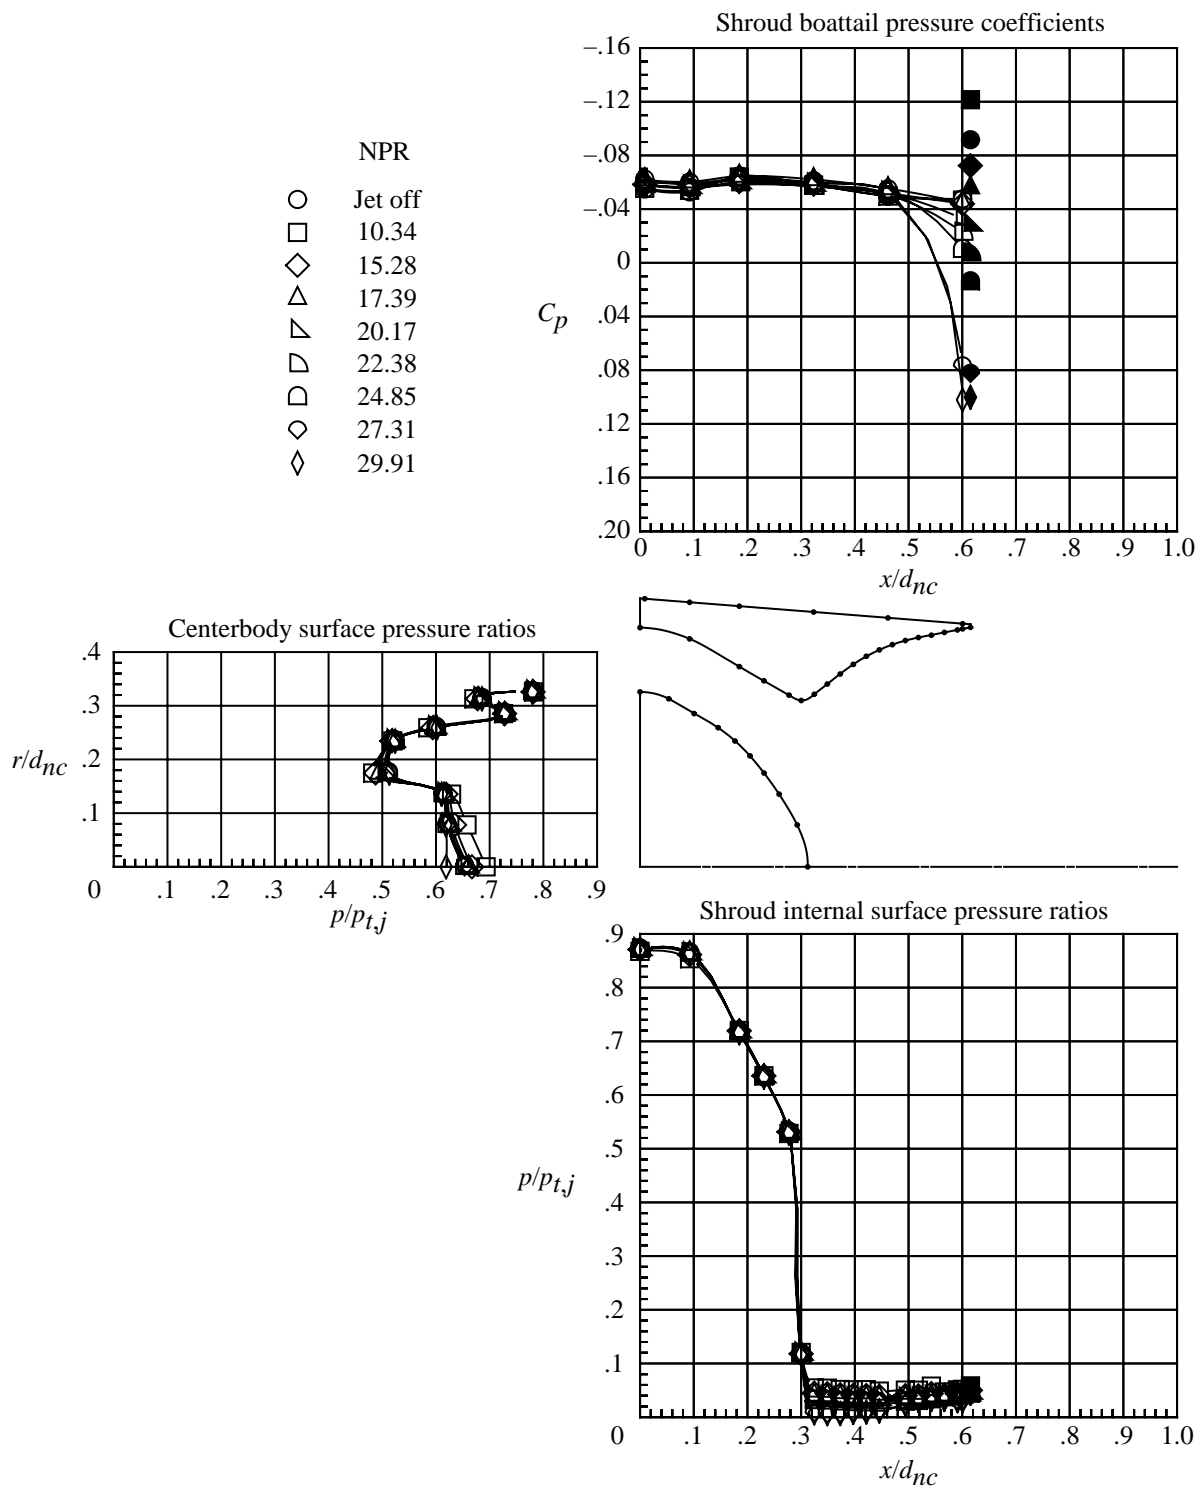 Shroud boattail pressure coefficients
–.16
–.12
–.08
–.04
0
.04
.08
.12
.16
.20
C_p
0 .1 .2 .3 .4 .5 .6 .7 .8 .9 1.0
x/d_nc
NPR
Jet off
10.34
15.28
17.39
20.17
22.38
24.85
27.31
29.91
Centerbody surface pressure ratios
.4
.3
.2
.1
r/d_nc
0 .1 .2 .3 .4 .5 .6 .7 .8 .9
p/p_t,j
Shroud internal surface pressure ratios
.9
.8
.7
.6
.5
.4
.3
.2
.1
p/p_t,j
0 .1 .2 .3 .4 .5 .6 .7 .8 .9 1.0
x/d_nc